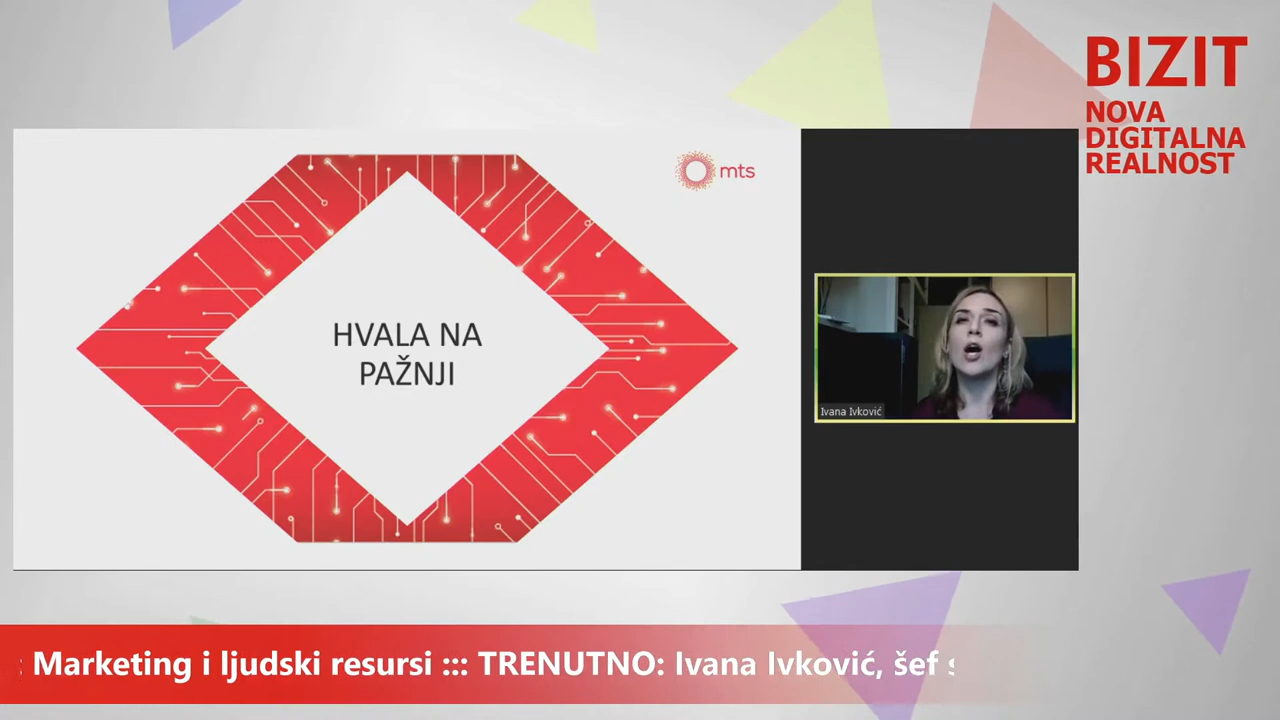 BIZIT
NOVA
DIGITALNA
REALNOST
mts
HVALA NA
PAŽNJI
Ivana Ivković
Marketing i ljudski resursi ::: TRENUTNO: Ivana Ivković, šef